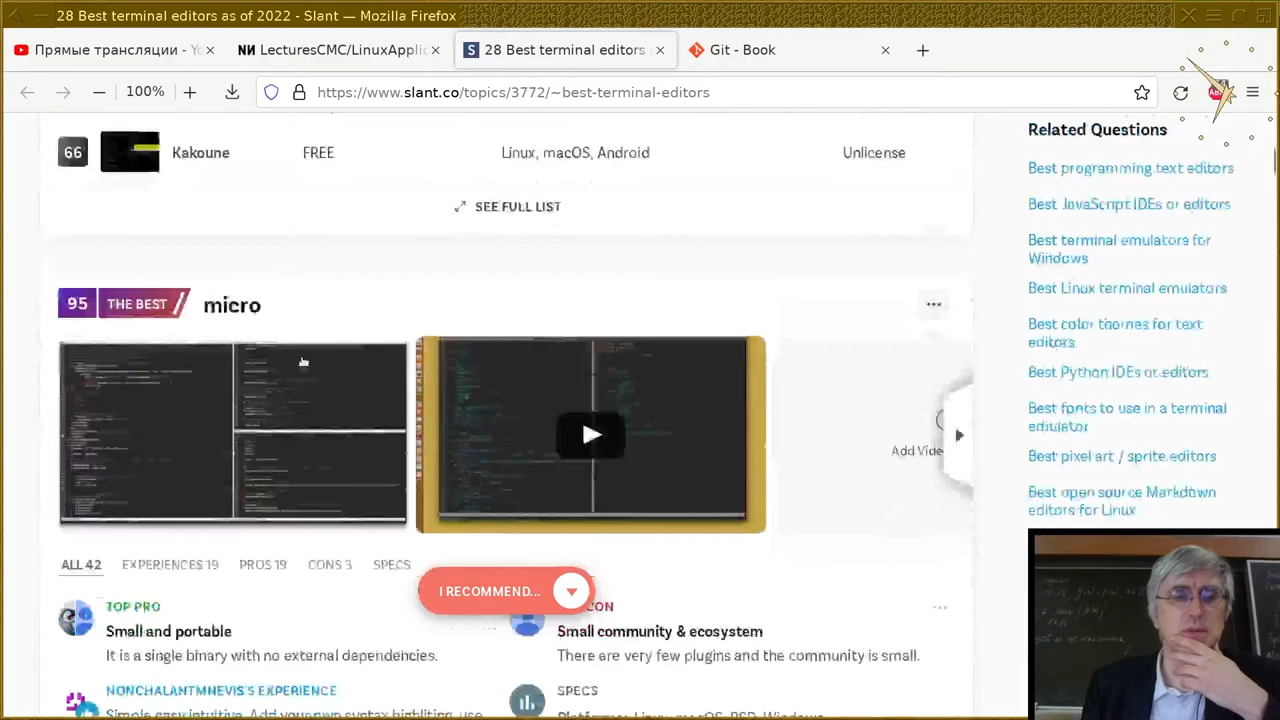 28 Best terminal editors as of 2022 - Slant — Mozilla Firefox
Прямые трансляции - Yo
LecturesCMC/LinuxApplic
28 Best terminal editors
Git - Book
100%
https://www.slant.co/topics/3772/~best-terminal-editors
66 Kakoune FREE Linux, macOS, Android Unlicense
SEE FULL LIST
95 THE BEST micro
Add Vide
ALL 42 EXPERIENCES 19 PROS 19 CONS 3 SPECS
I RECOMMEND...
TOP PRO
Small and portable
It is a single binary with no external dependencies.
CON
Small community & ecosystem
There are very few plugins and the community is small.
NONCHALANTMNEVIS'S EXPERIENCE
SPECS
Related Questions
Best programming text editors
Best JavaScript IDEs or editors
Best terminal emulators for
Windows
Best Linux terminal emulators
Best color themes for text
editors
Best Python IDEs or editors
Best fonts to use in a terminal
emulator
Best pixel art / sprite editors
Best open source Markdown
editors for Linux